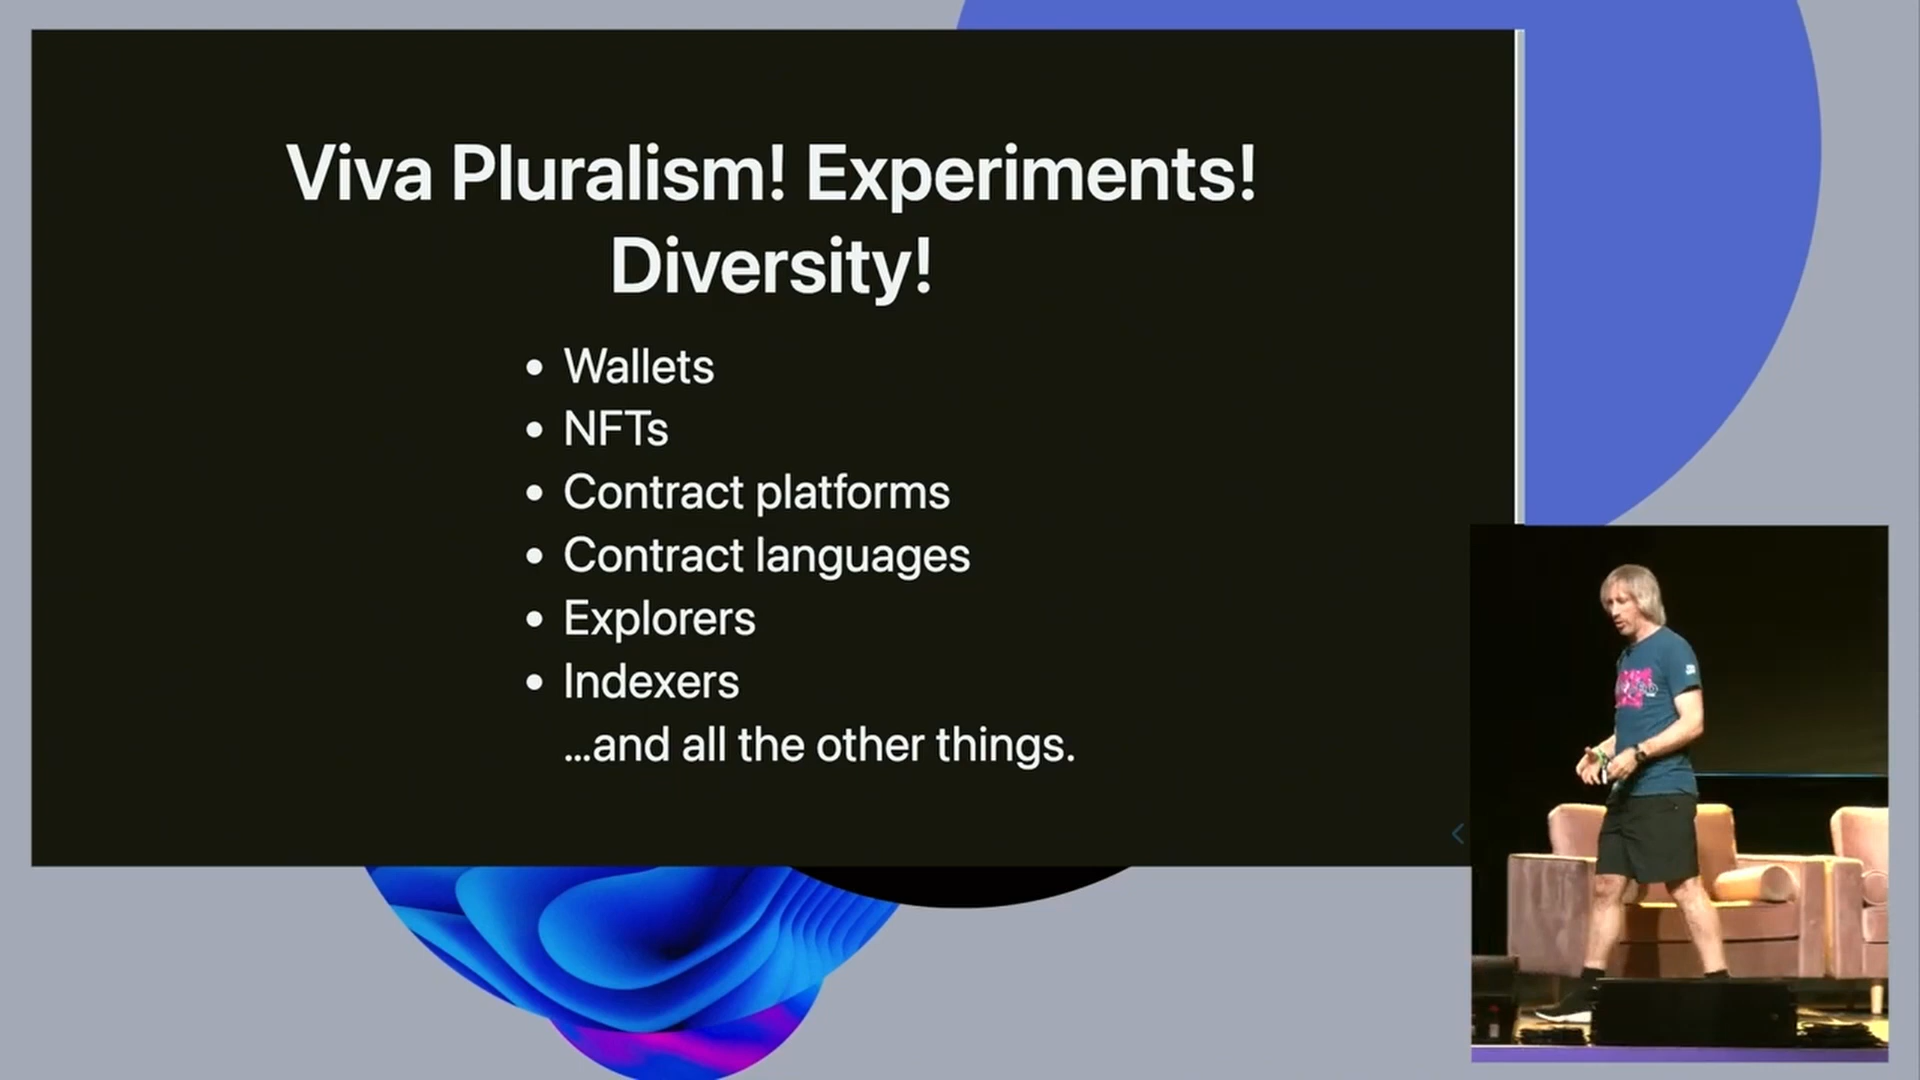 Viva Pluralism! Experiments!
Diversity!
• Wallets
• NFTs
• Contract platforms
• Contract languages
• Explorers
• Indexers
…and all the other things.